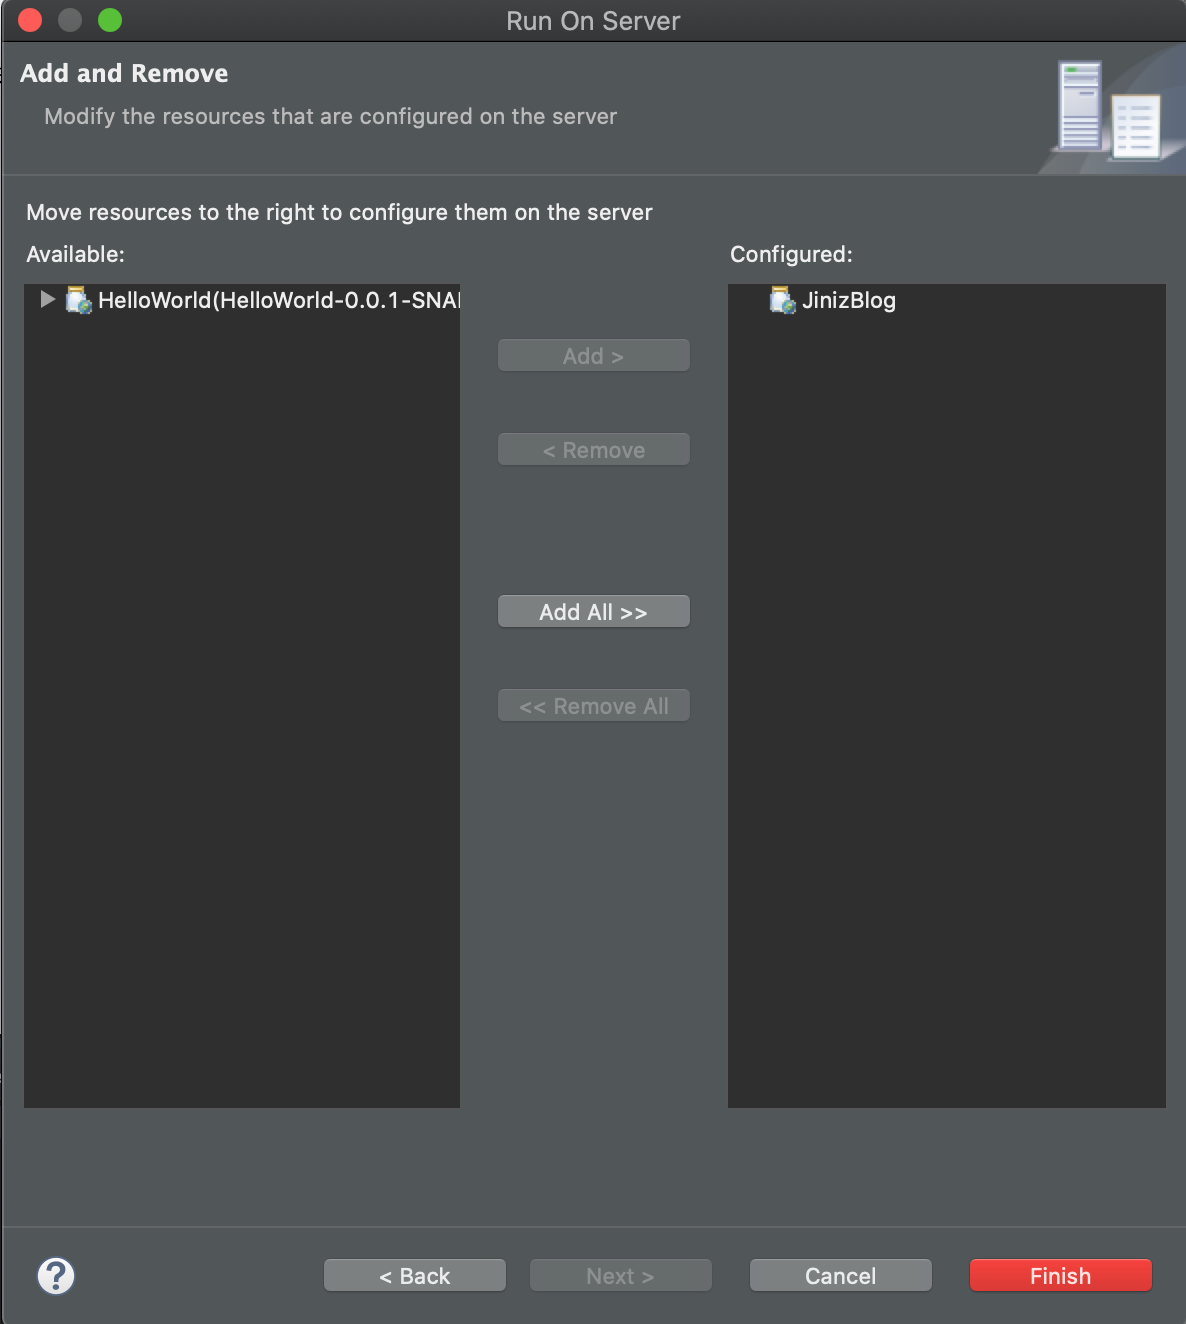 Run On Server
Add and Remove
Modify the resources that are configured on the server
Move resources to the right to configure them on the server
Available:
Configured:
HelloWorld(HelloWorld-0.0.1-SNA
JinizBlog
Add >
< Remove
Add All >>
<< Remove All
?
< Back
Next >
Cancel
Finish